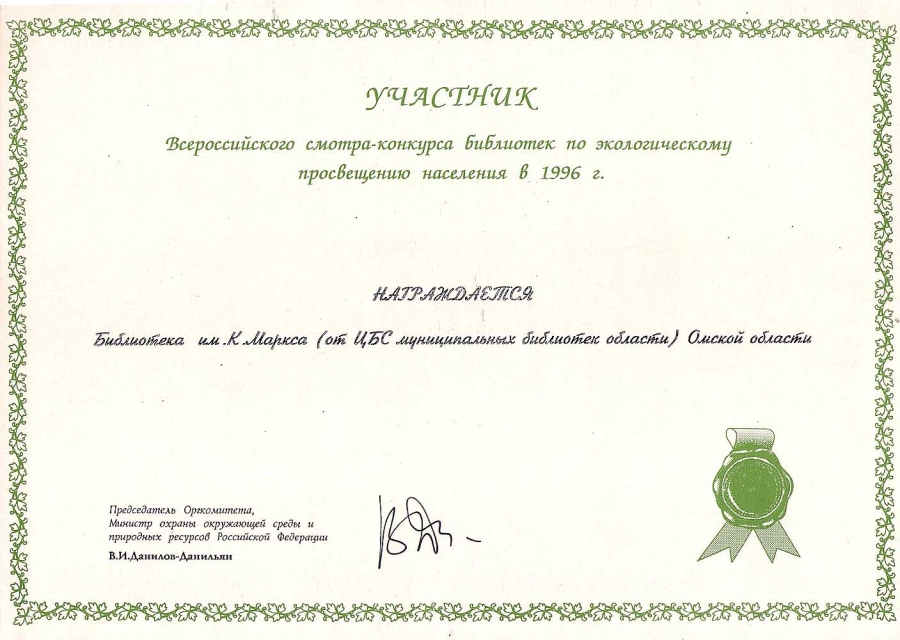 УЧАСТНИК
Всероссийского смотра-конкурса библиотек по экологическому
просвещению населения в 1996 г.
НАГРАЖДАЕТСЯ
Библиотека им.К.Маркса (от ЦБС муниципальных библиотек области) Омской области
Председатель Оргкомитета,
Министр охраны окружающей среды и
природных ресурсов Российской Федерации
В.И.Данилов-Данильян